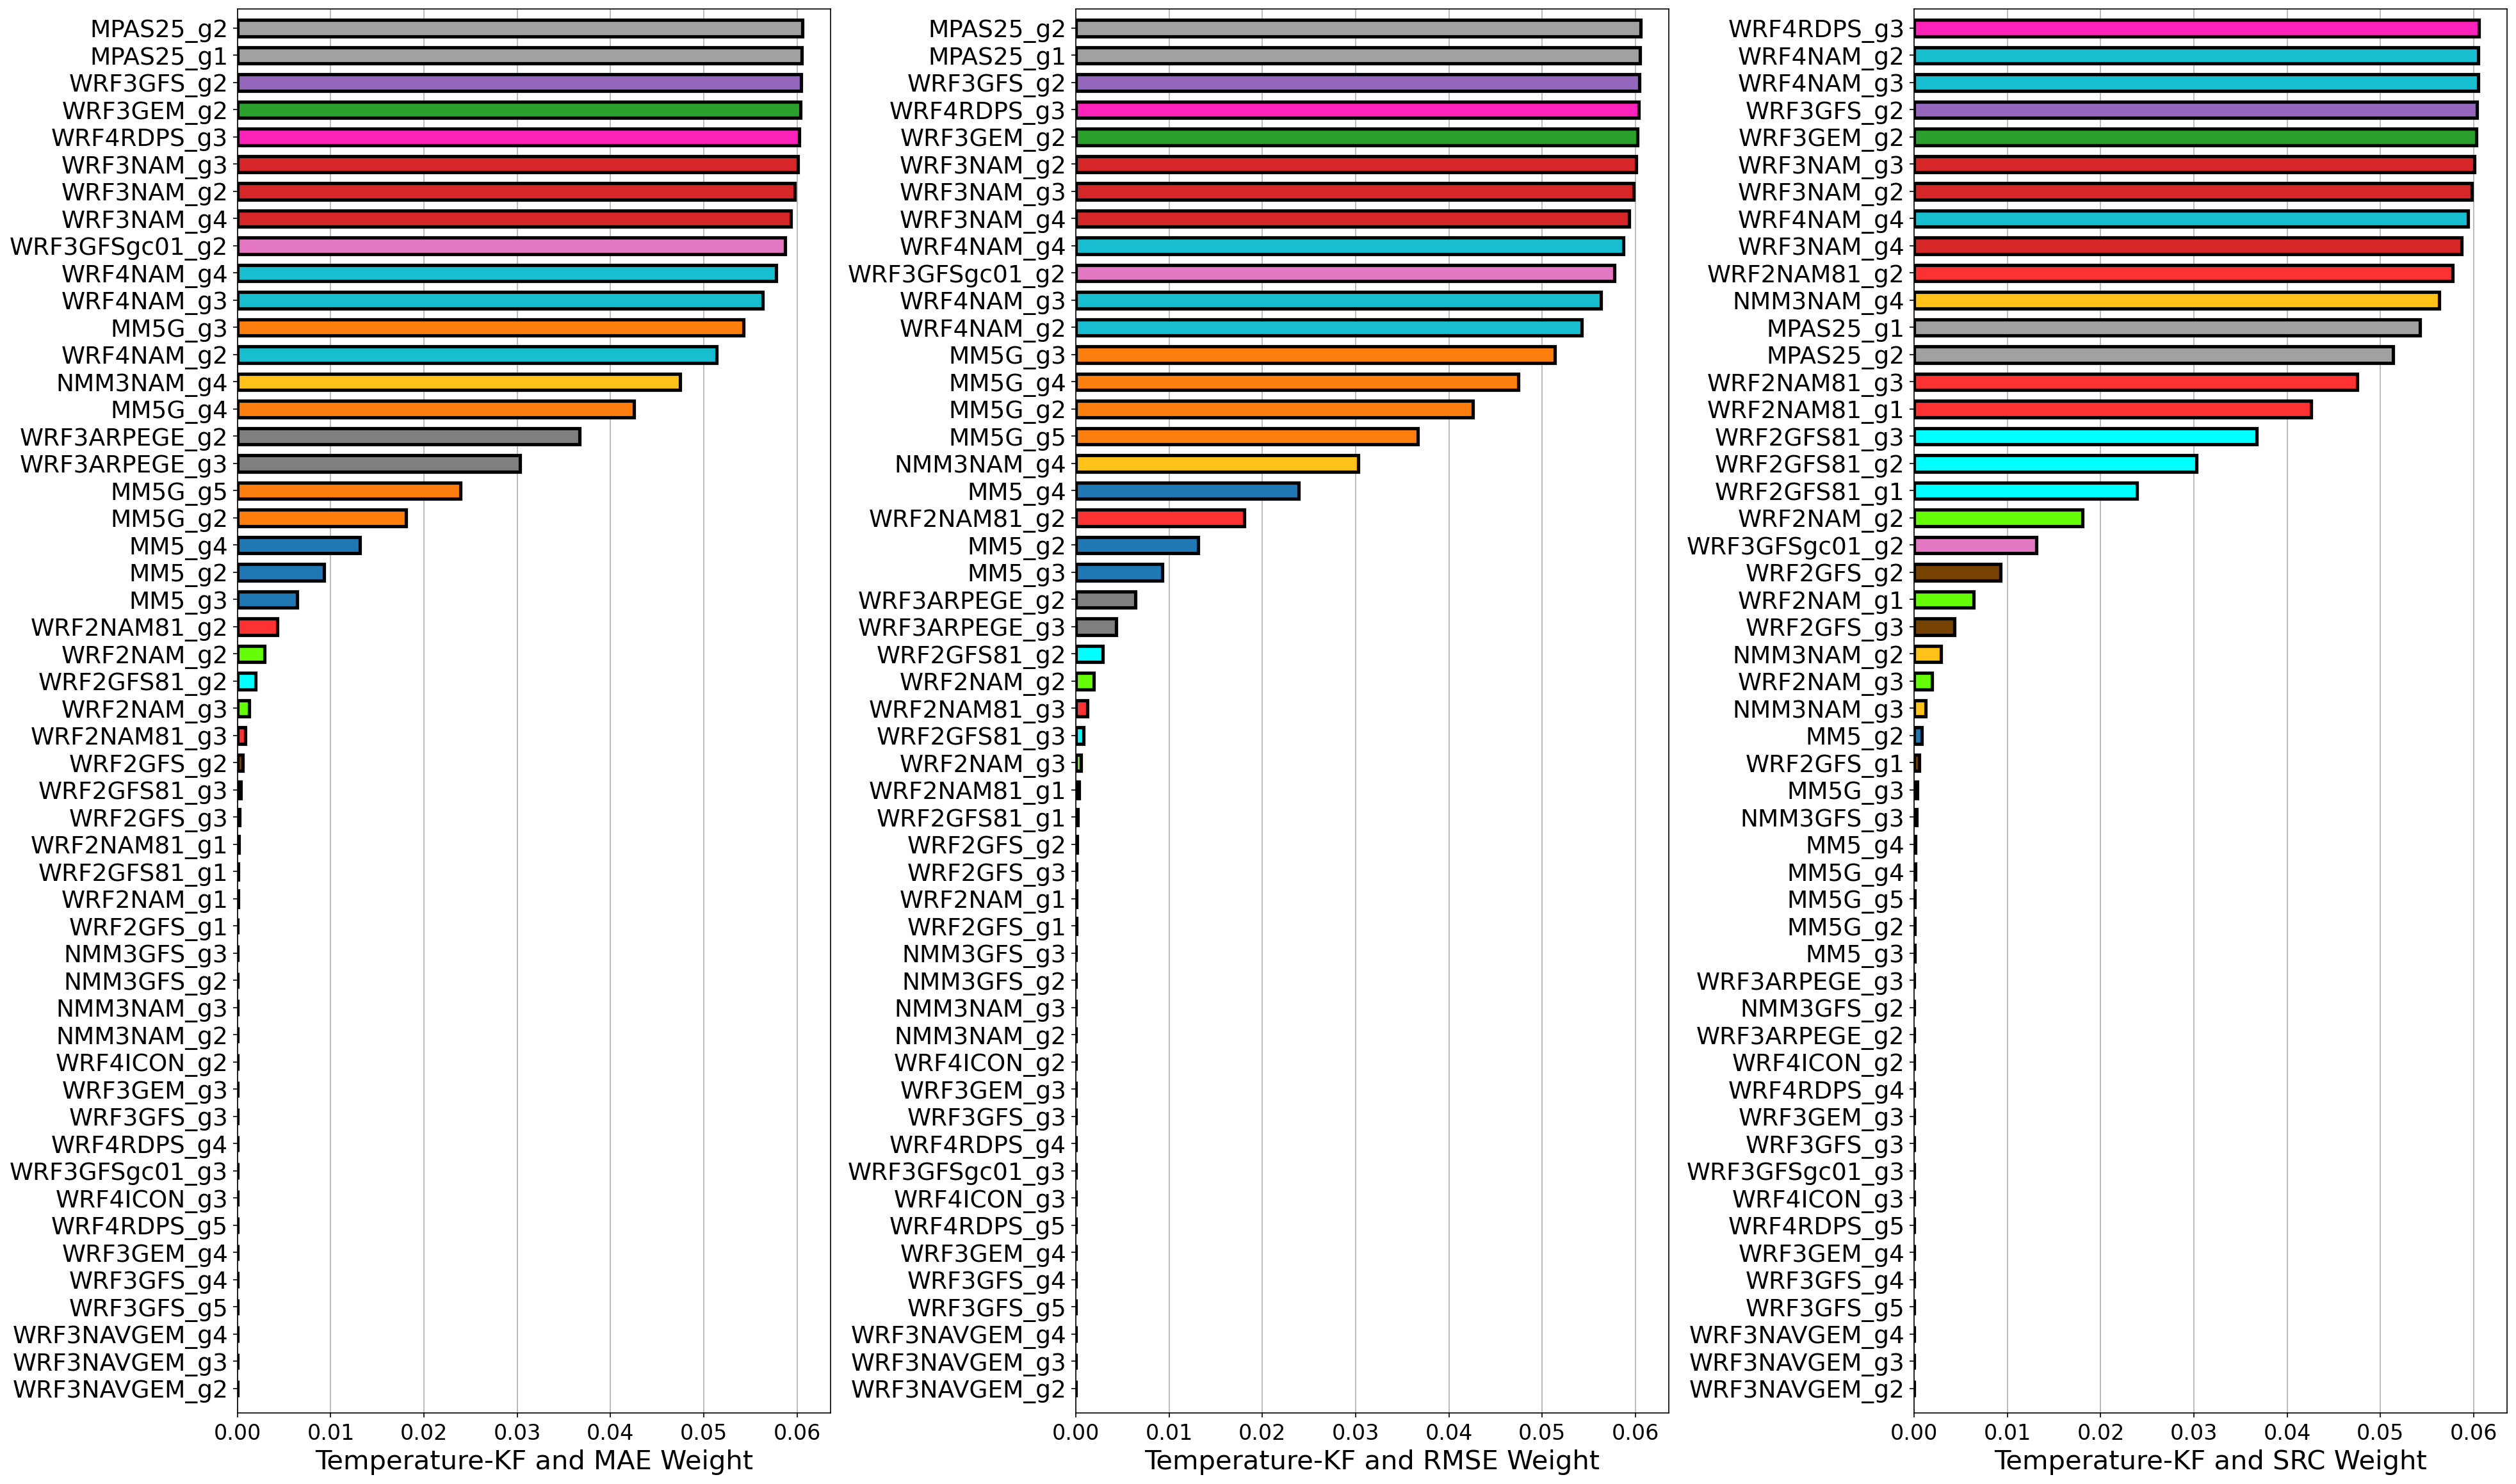 MPAS25_g2
MPAS25_g1
WRF3GFS_g2
WRF3GEM_g2
WRF4RDPS_g3
WRF3NAM_g3
WRF3NAM_g2
WRF3NAM_g4
WRF3GFSgc01_g2
WRF4NAM_g4
WRF4NAM_g3
MM5G_g3
WRF4NAM_g2
NMM3NAM_g4
MM5G_g4
WRF3ARPEGE_g2
WRF3ARPEGE_g3
MM5G_g5
MM5G_g2
MM5_g4
MM5_g2
MM5_g3
WRF2NAM81_g2
WRF2NAM_g2
WRF2GFS81_g2
WRF2NAM_g3
WRF2NAM81_g3
WRF2GFS_g2
WRF2GFS81_g3
WRF2GFS_g3
WRF2NAM81_g1
WRF2GFS81_g1
WRF2NAM_g1
WRF2GFS_g1
NMM3GFS_g3
NMM3GFS_g2
NMM3NAM_g3
NMM3NAM_g2
WRF4ICON_g2
WRF3GEM_g3
WRF3GFS_g3
WRF4RDPS_g4
WRF3GFSgc01_g3
WRF4ICON_g3
WRF4RDPS_g5
WRF3GEM_g4
WRF3GFS_g4
WRF3GFS_g5
WRF3NAVGEM_g4
WRF3NAVGEM_g3
WRF3NAVGEM_g2
0.00 0.01 0.02 0.03 0.04 0.05 0.06
Temperature-KF and MAE Weight
MPAS25_g2
MPAS25_g1
WRF3GFS_g2
WRF4RDPS_g3
WRF3GEM_g2
WRF3NAM_g2
WRF3NAM_g3
WRF3NAM_g4
WRF4NAM_g4
WRF3GFSgc01_g2
WRF4NAM_g3
WRF4NAM_g2
MM5G_g3
MM5G_g4
MM5G_g2
MM5G_g5
NMM3NAM_g4
MM5_g4
WRF2NAM81_g2
MM5_g2
MM5_g3
WRF3ARPEGE_g2
WRF3ARPEGE_g3
WRF2GFS81_g2
WRF2NAM_g2
WRF2NAM81_g3
WRF2GFS81_g3
WRF2NAM_g3
WRF2NAM81_g1
WRF2GFS81_g1
WRF2GFS_g2
WRF2GFS_g3
WRF2NAM_g1
WRF2GFS_g1
NMM3GFS_g3
NMM3GFS_g2
NMM3NAM_g3
NMM3NAM_g2
WRF4ICON_g2
WRF3GEM_g3
WRF3GFS_g3
WRF4RDPS_g4
WRF3GFSgc01_g3
WRF4ICON_g3
WRF4RDPS_g5
WRF3GEM_g4
WRF3GFS_g4
WRF3GFS_g5
WRF3NAVGEM_g4
WRF3NAVGEM_g3
WRF3NAVGEM_g2
0.00 0.01 0.02 0.03 0.04 0.05 0.06
Temperature-KF and RMSE Weight
WRF4RDPS_g3
WRF4NAM_g2
WRF4NAM_g3
WRF3GFS_g2
WRF3GEM_g2
WRF3NAM_g3
WRF3NAM_g2
WRF4NAM_g4
WRF3NAM_g4
WRF2NAM81_g2
NMM3NAM_g4
MPAS25_g1
MPAS25_g2
WRF2NAM81_g3
WRF2NAM81_g1
WRF2GFS81_g3
WRF2GFS81_g2
WRF2GFS81_g1
WRF2NAM_g2
WRF3GFSgc01_g2
WRF2GFS_g2
WRF2NAM_g1
WRF2GFS_g3
NMM3NAM_g2
WRF2NAM_g3
NMM3NAM_g3
MM5_g2
WRF2GFS_g1
MM5G_g3
NMM3GFS_g3
MM5_g4
MM5G_g4
MM5G_g5
MM5G_g2
MM5_g3
WRF3ARPEGE_g3
NMM3GFS_g2
WRF3ARPEGE_g2
WRF4ICON_g2
WRF4RDPS_g4
WRF3GEM_g3
WRF3GFS_g3
WRF3GFSgc01_g3
WRF4ICON_g3
WRF4RDPS_g5
WRF3GEM_g4
WRF3GFS_g4
WRF3GFS_g5
WRF3NAVGEM_g4
WRF3NAVGEM_g3
WRF3NAVGEM_g2
0.00 0.01 0.02 0.03 0.04 0.05 0.06
Temperature-KF and SRC Weight